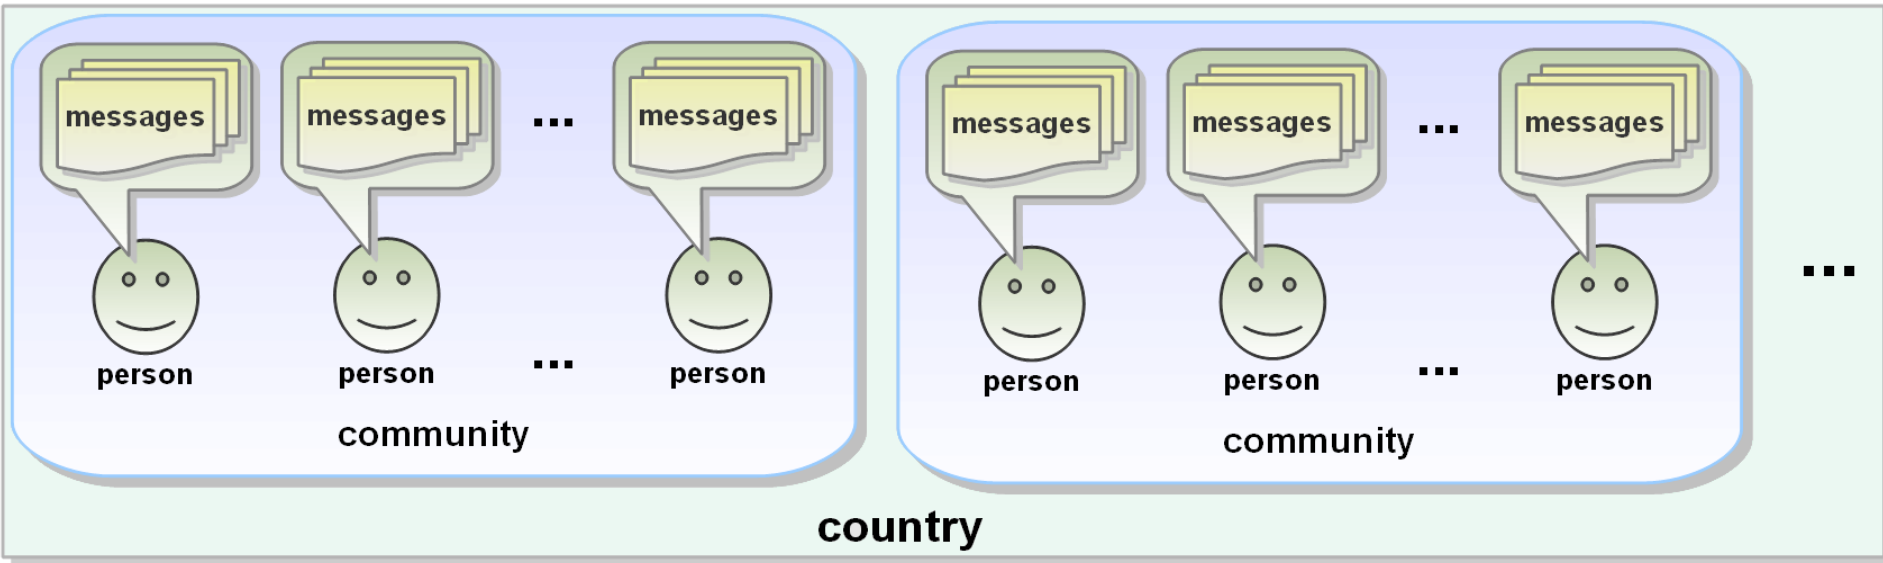 messages messages ... messages messages messages ... messages
...
person person ... person person person ... person
community community
country